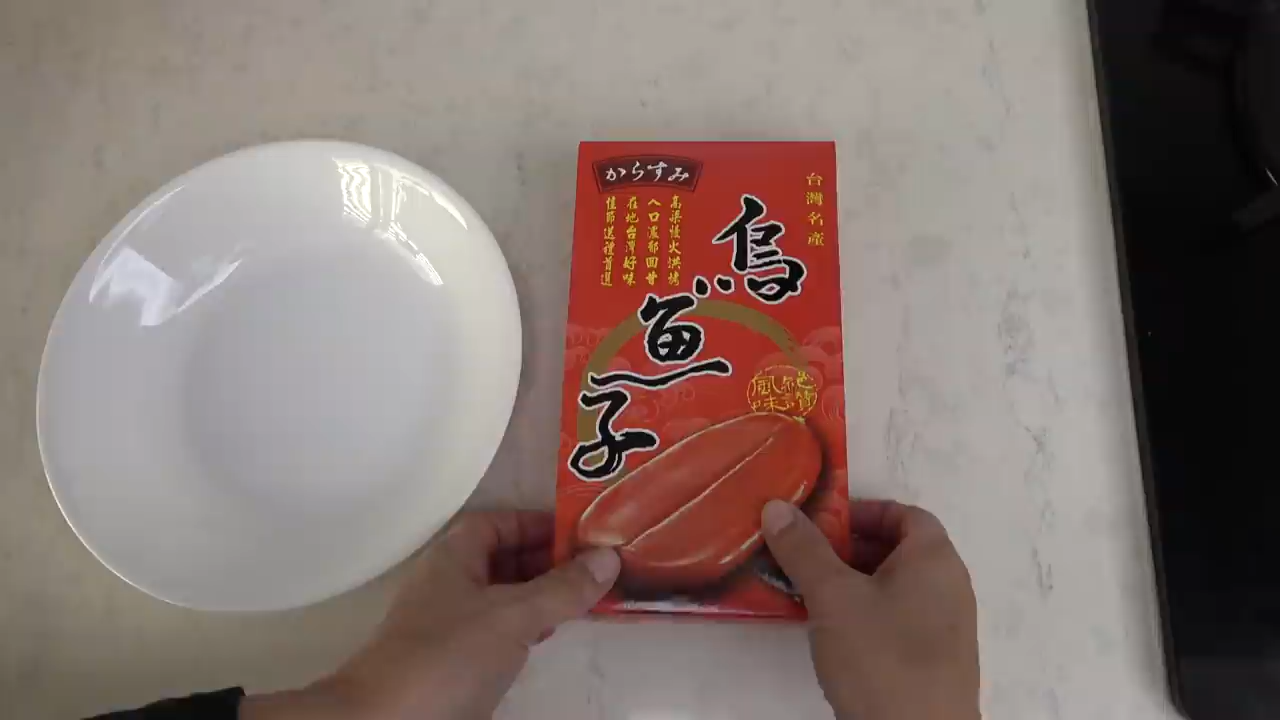 からすみ
台灣名產
烏魚子
高粱慢火烘烤
入口濃郁回甘
在地台灣好味
佳節送禮首選
絕讚風味